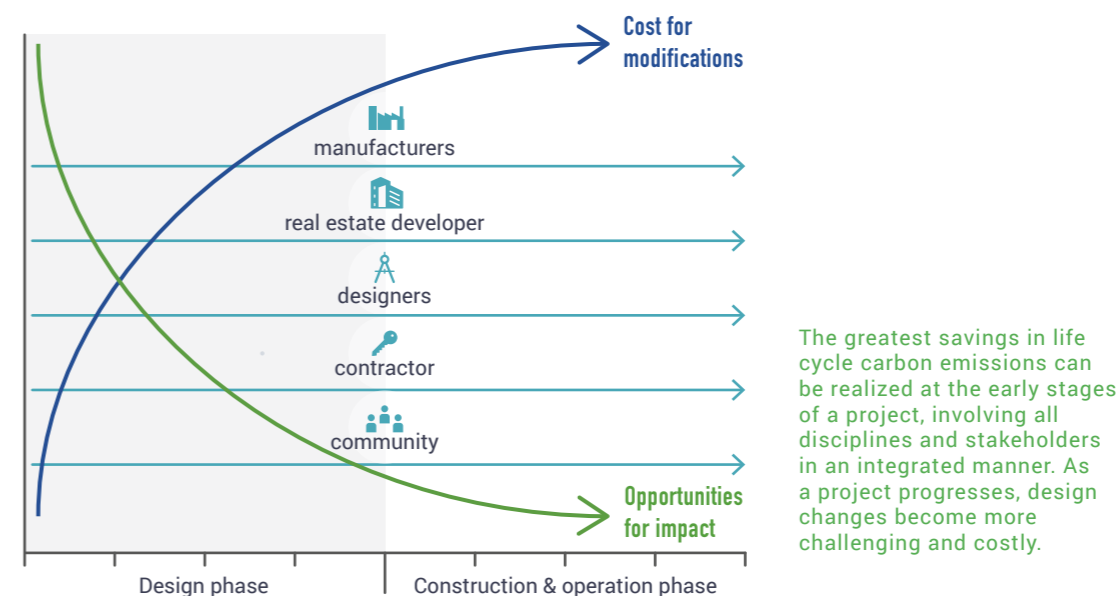 Cost for
modifications
manufacturers
real estate developer
designers
contractor
community
Opportunities
for impact
Design phase
Construction & operation phase
The greatest savings in life
cycle carbon emissions can
be realized at the early stages
of a project, involving all
disciplines and stakeholders
in an integrated manner. As
a project progresses, design
changes become more
challenging and costly.